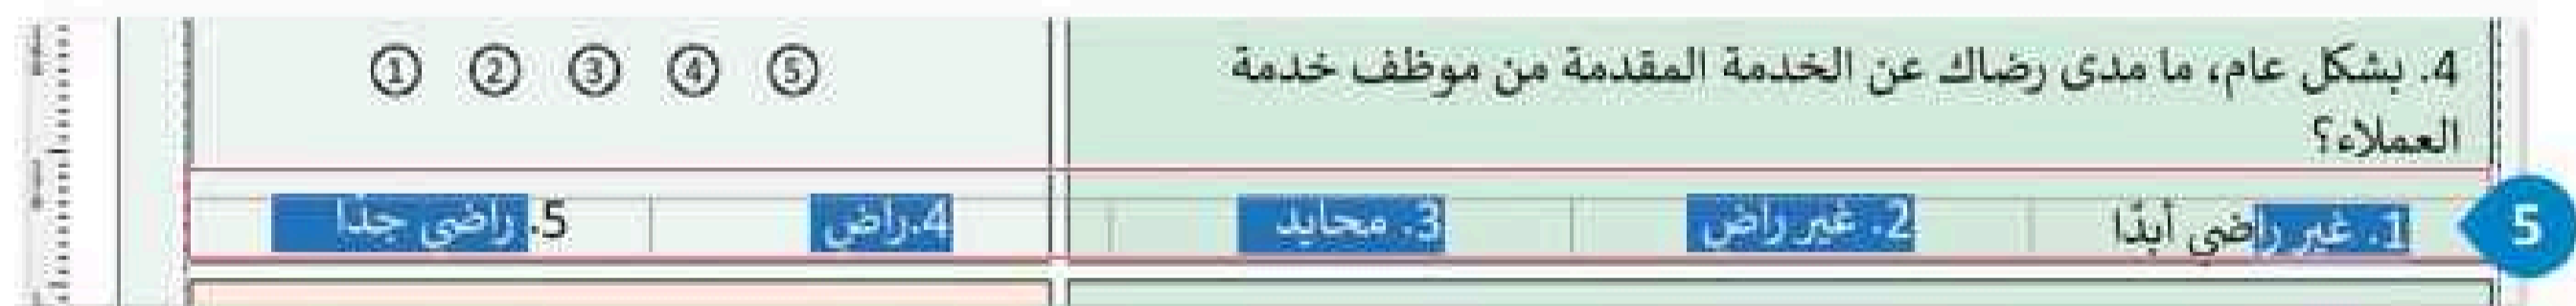 4. بشكل عام، ما مدى رضاك عن الخدمة المقدمة من موظف خدمة
العملاء؟
① ② ③ ④ ⑤
1. غير راضي أبدًا 2. غير راض 3. محايد 4.راض 5. راضي جدًا
5